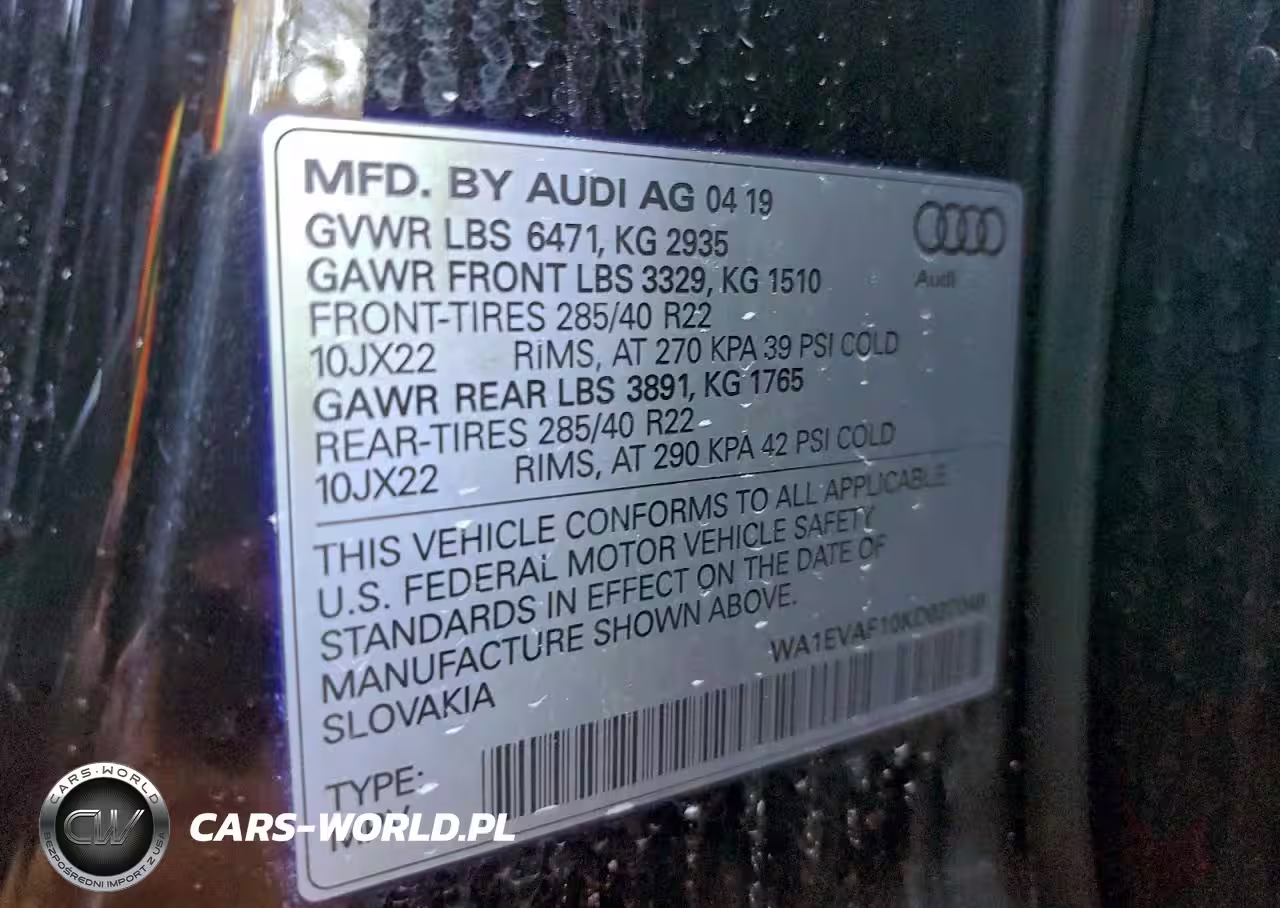 MFD. BY AUDI AG 04 19
GVWR LBS 6471, KG 2935
GAWR FRONT LBS 3329, KG 1510
FRONT-TIRES 285/40 R22
10JX22 RIMS, AT 270 KPA 39 PSI COLD
GAWR REAR LBS 3891, KG 1765
REAR-TIRES 285/40 R22
10JX22 RIMS, AT 290 KPA 42 PSI COLD
Audi
THIS VEHICLE CONFORMS TO ALL APPLICABLE
U.S. FEDERAL MOTOR VEHICLE SAFETY
STANDARDS IN EFFECT ON THE DATE OF
MANUFACTURE SHOWN ABOVE.
SLOVAKIA
TYPE:
CARS-WORLD
CW
BEZPOŚREDNI IMPORT Z USA
CARS-WORLD.PL